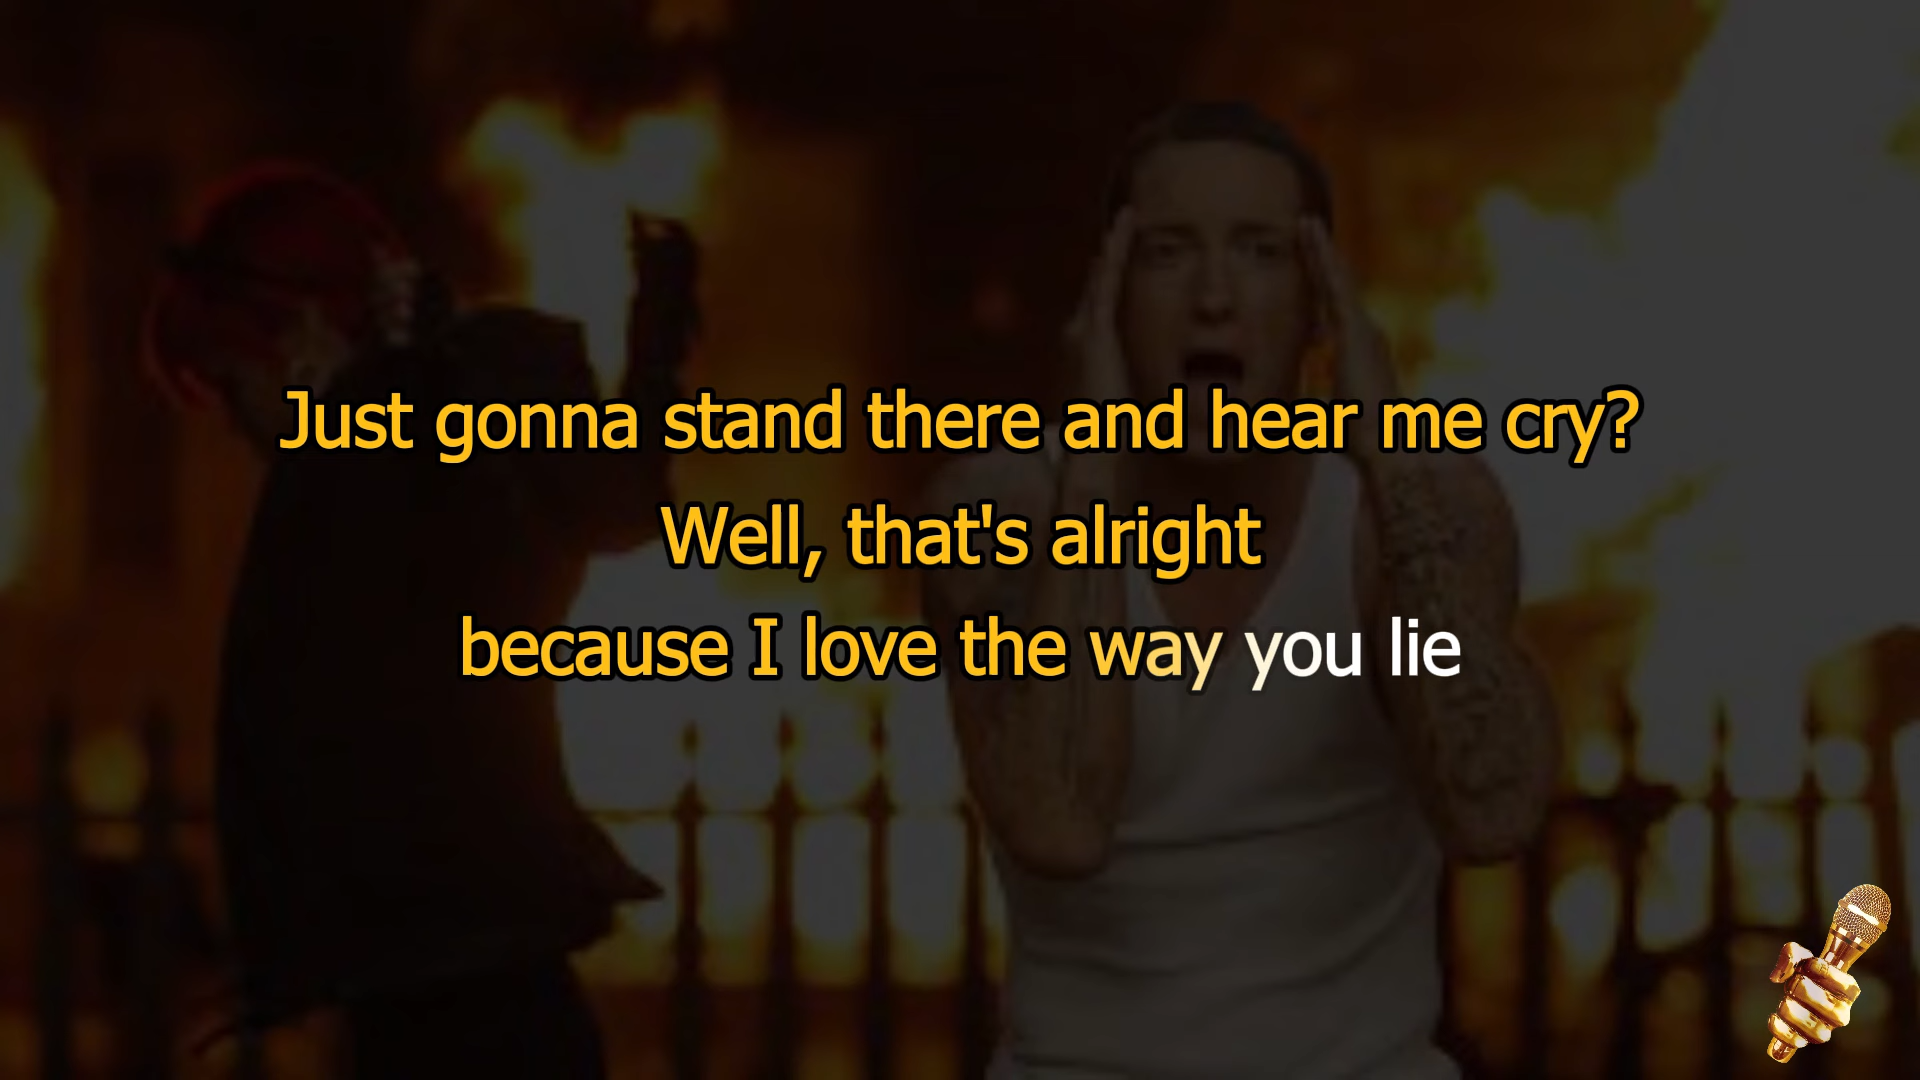 Just gonna stand there and hear me cry?
Well, that's alright
because I love the way you lie